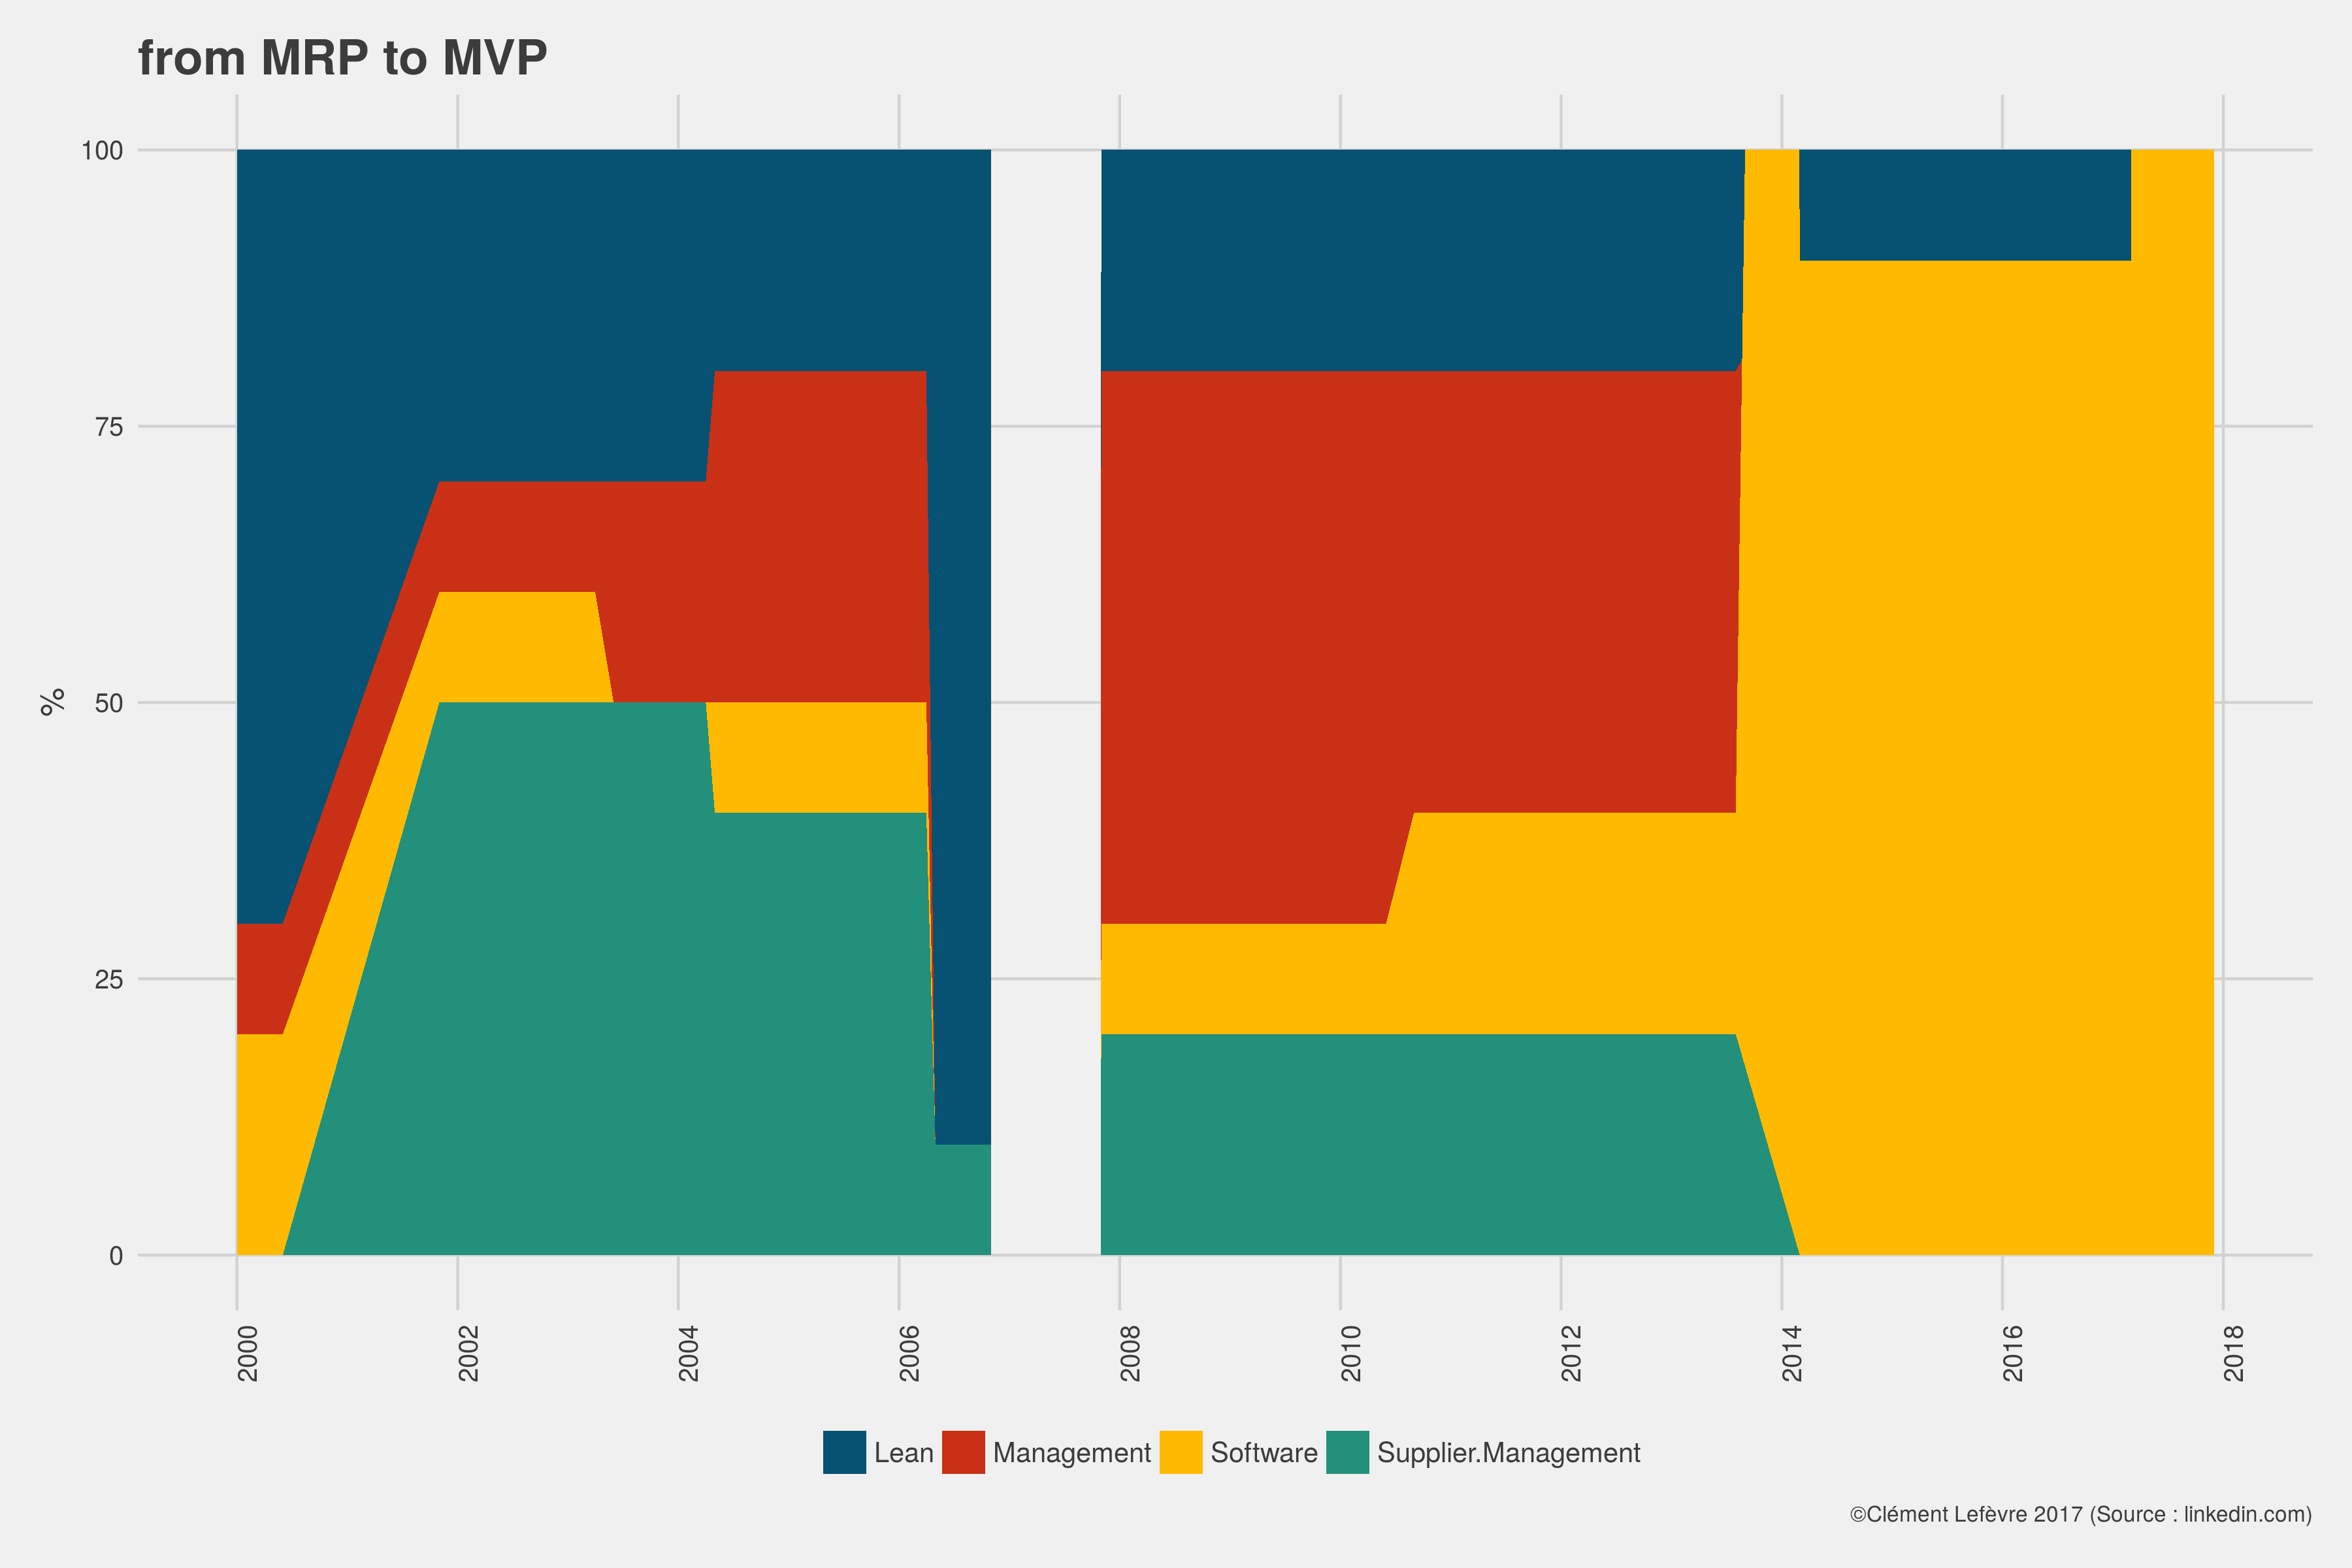 from MRP to MVP
%
100
75
50
25
0
2000 2002 2004 2006 2008 2010 2012 2014 2016 2018
Lean Management Software Supplier.Management
©Clément Lefèvre 2017 (Source : linkedin.com)